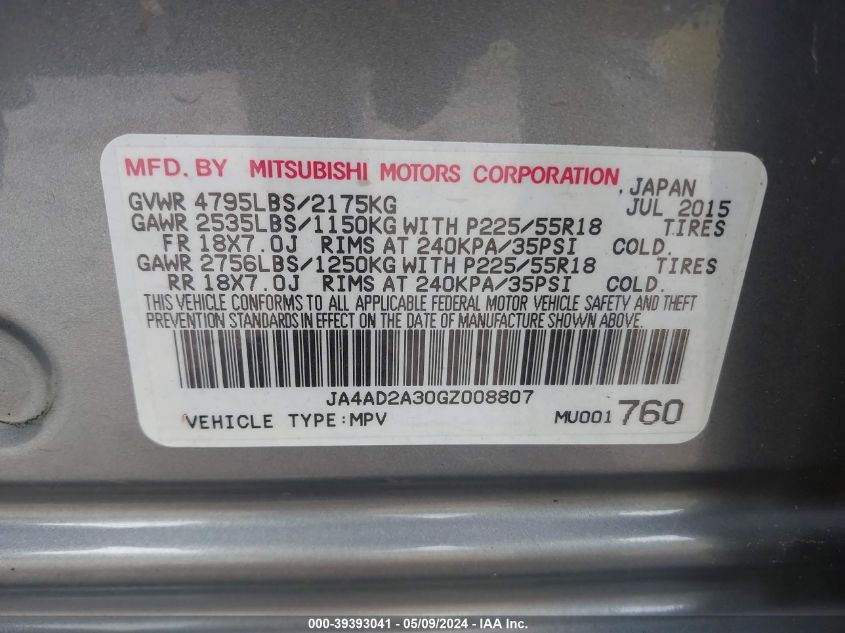 MFD. BY MITSUBISHI MOTORS CORPORATION , JAPAN
GVWR 4795LBS/2175KG JUL 2015
GAWR 2535LBS/1150KG WITH P225/55R18 TIRES
FR 18X7.0J RIMS AT 240KPA/35PSI COLD.
GAWR 2756LBS/1250KG WITH P225/55R18 TIRES
RR 18X7.0J RIMS AT 240KPA/35PSI COLD.
THIS VEHICLE CONFORMS TO ALL APPLICABLE FEDERAL MOTOR VEHICLE SAFETY AND THEFT
PREVENTION STANDARDS IN EFFECT ON THE DATE OF MANUFACTURE SHOWN ABOVE.
JA4AD2A30GZ008807
VEHICLE TYPE:MPV MU001 760
000-39393041 - 05/09/2024 - IAA Inc.